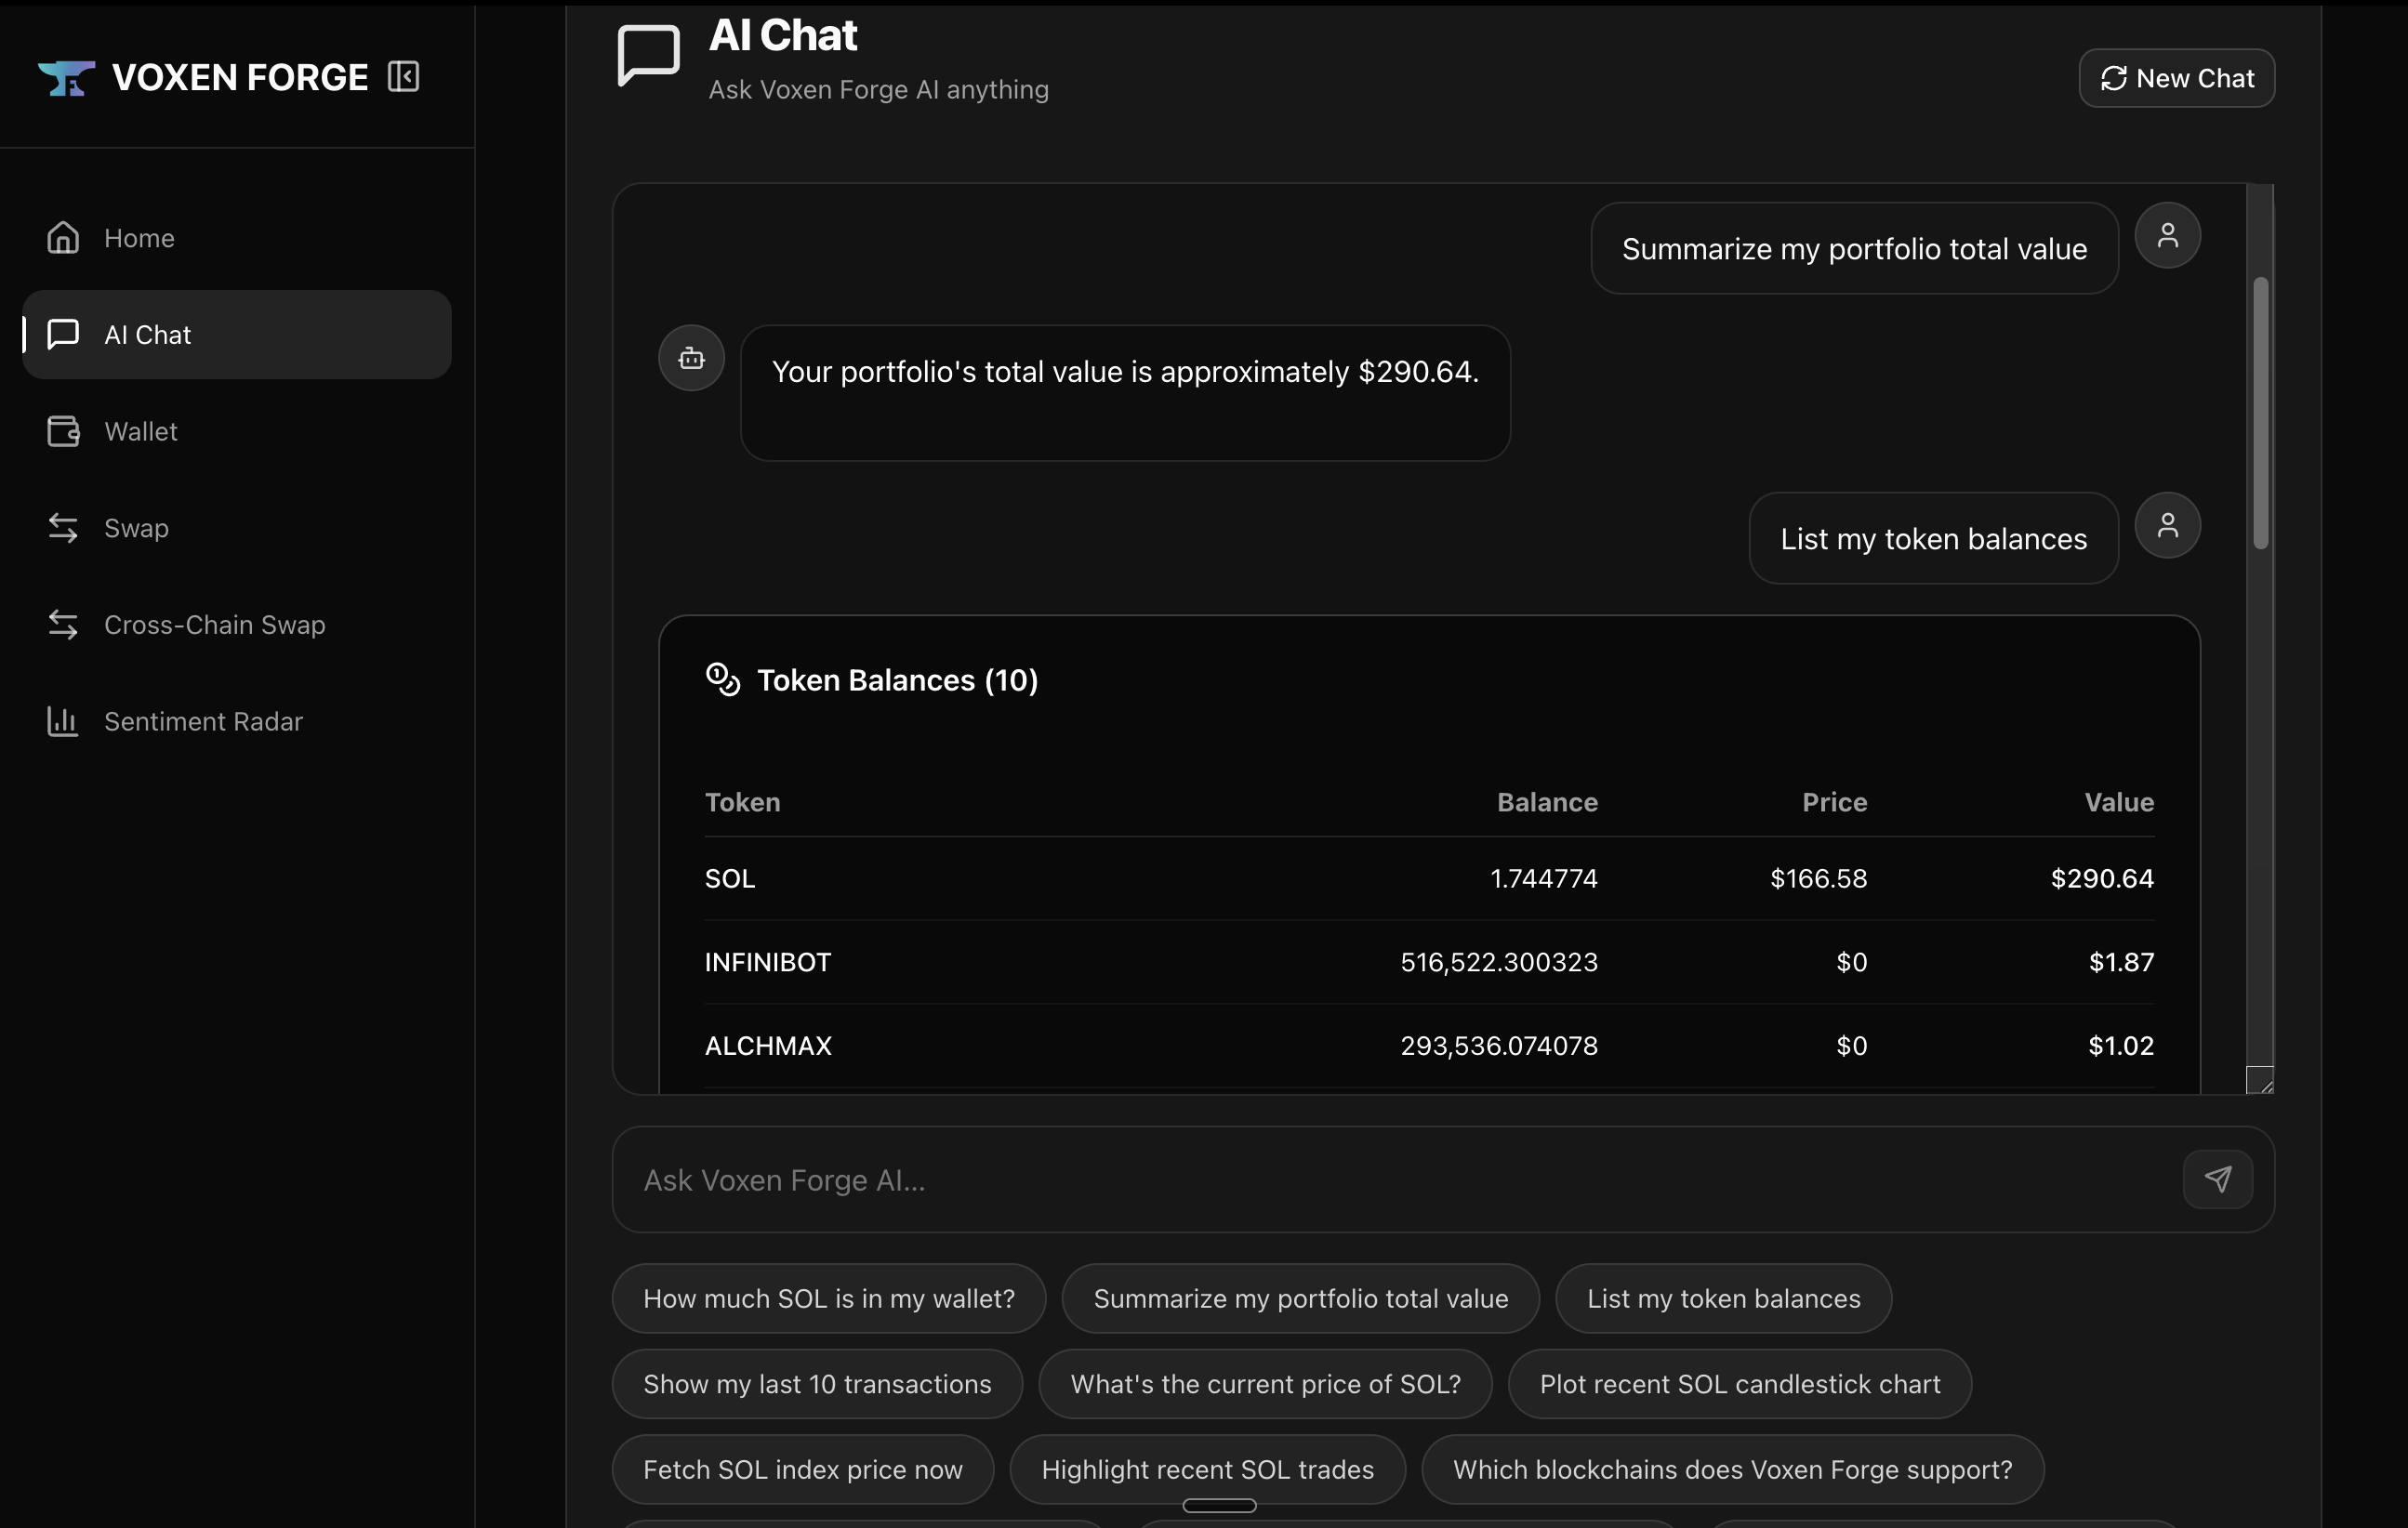 VOXEN FORGE
Home
AI Chat
Wallet
Swap
Cross-Chain Swap
Sentiment Radar
AI Chat
Ask Voxen Forge AI anything
New Chat
Summarize my portfolio total value
Your portfolio's total value is approximately $290.64.
List my token balances
Token Balances (10)
Token Balance Price Value
SOL 1.744774 $166.58 $290.64
INFINIBOT 516,522.300323 $0 $1.87
ALCHMAX 293,536.074078 $0 $1.02
Ask Voxen Forge AI...
How much SOL is in my wallet? Summarize my portfolio total value List my token balances
Show my last 10 transactions What's the current price of SOL? Plot recent SOL candlestick chart
Fetch SOL index price now Highlight recent SOL trades Which blockchains does Voxen Forge support?